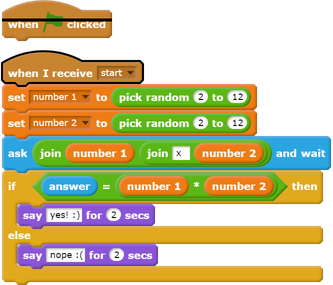 when clicked
when I receive start
set number 1 to pick random 2 to 12
set number 2 to pick random 2 to 12
ask join number 1 join x number 2 and wait
if answer = number 1 * number 2 then
say yes! :) for 2 secs
else
say nope :( for 2 secs